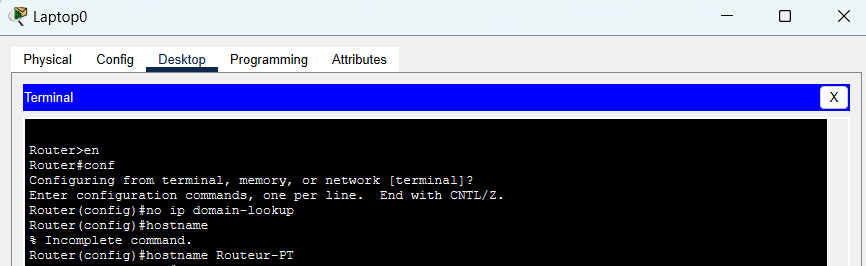 Laptop0
Physical Config Desktop Programming Attributes
Terminal X
Router>en
Router#conf
Configuring from terminal, memory, or network [terminal]?
Enter configuration commands, one per line.  End with CNTL/Z.
Router(config)#no ip domain-lookup
Router(config)#hostname
% Incomplete command.
Router(config)#hostname Routeur-PT